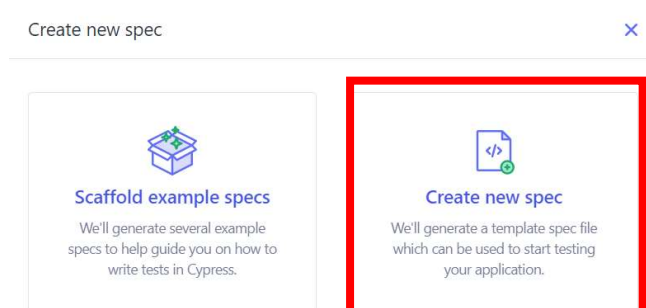 Create new spec
Scaffold example specs
We'll generate several example
specs to help guide you on how to
write tests in Cypress.
</>
Create new spec
We'll generate a template spec file
which can be used to start testing
your application.